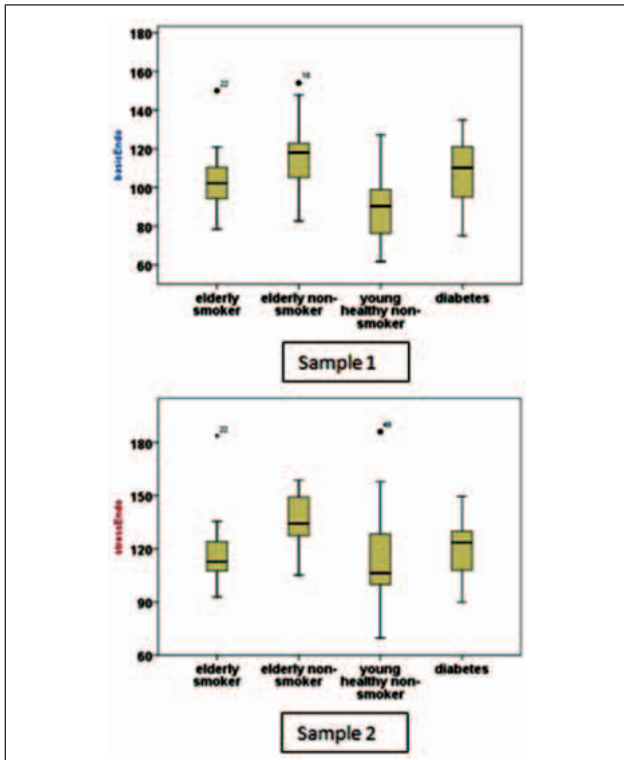 180
160
140
120
100
80
60
basicEndo
22
elderly smoker
elderly non-smoker
young healthy non-smoker
diabetes
Sample 1
180
150
120
90
60
stressEndo
22
elderly smoker
elderly non-smoker
young healthy non-smoker
diabetes
Sample 2